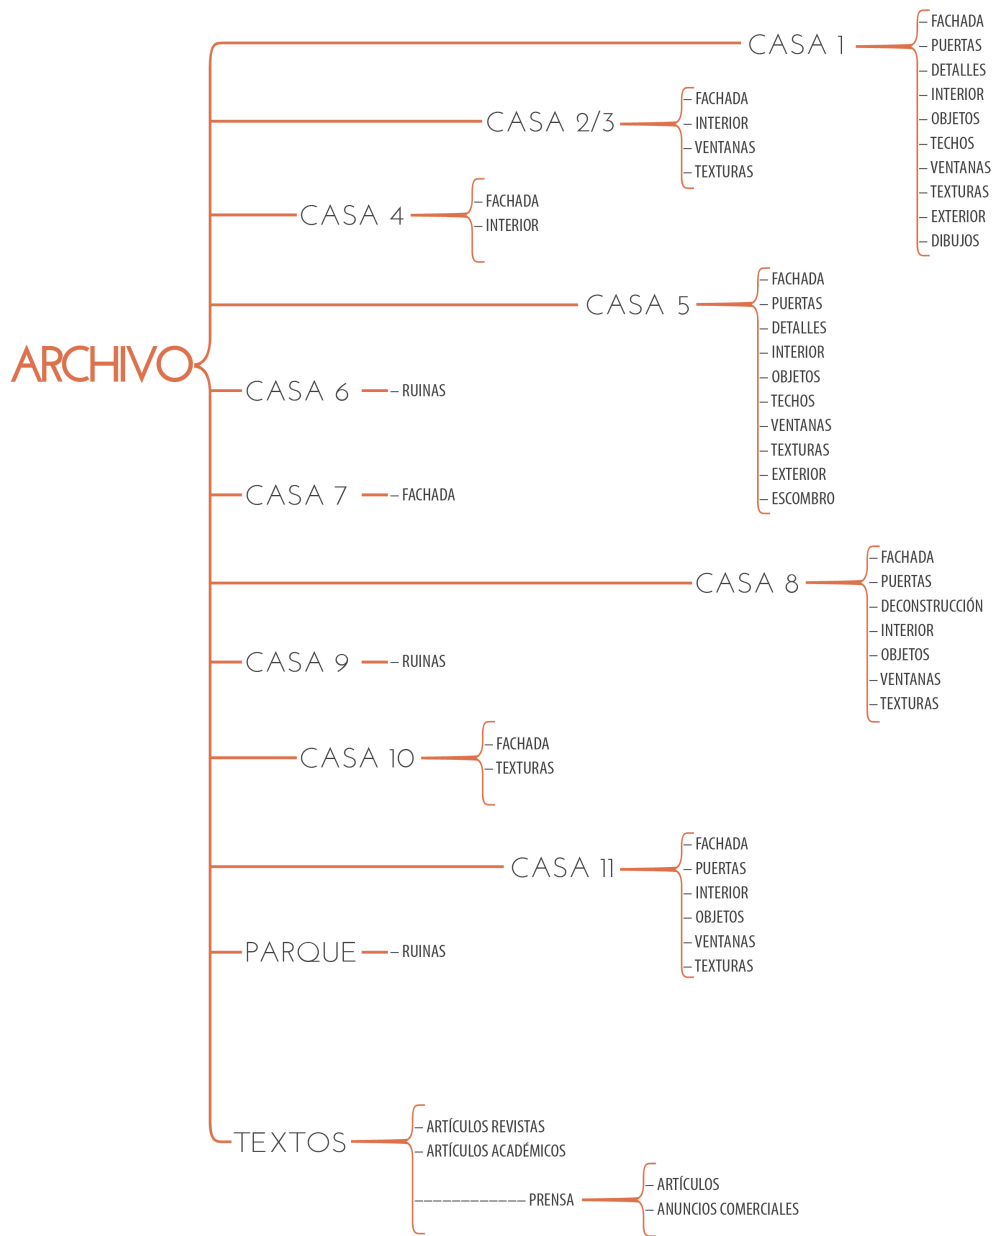 ARCHIVO
CASA 1
– FACHADA
– PUERTAS
– DETALLES
– INTERIOR
– OBJETOS
– TECHOS
– VENTANAS
– TEXTURAS
– EXTERIOR
– DIBUJOS
CASA 2/3
– FACHADA
– INTERIOR
– VENTANAS
– TEXTURAS
CASA 4
– FACHADA
– INTERIOR
CASA 5
– FACHADA
– PUERTAS
– DETALLES
– INTERIOR
– OBJETOS
– TECHOS
– VENTANAS
– TEXTURAS
– EXTERIOR
– ESCOMBRO
CASA 6
– RUINAS
CASA 7
– FACHADA
CASA 8
– FACHADA
– PUERTAS
– DECONSTRUCCIÓN
– INTERIOR
– OBJETOS
– VENTANAS
– TEXTURAS
CASA 9
– RUINAS
CASA 10
– FACHADA
– TEXTURAS
CASA 11
– FACHADA
– PUERTAS
– INTERIOR
– OBJETOS
– VENTANAS
– TEXTURAS
PARQUE
– RUINAS
TEXTOS
– ARTÍCULOS REVISTAS
– ARTÍCULOS ACADÉMICOS
–––––––––––– PRENSA
– ARTÍCULOS
– ANUNCIOS COMERCIALES